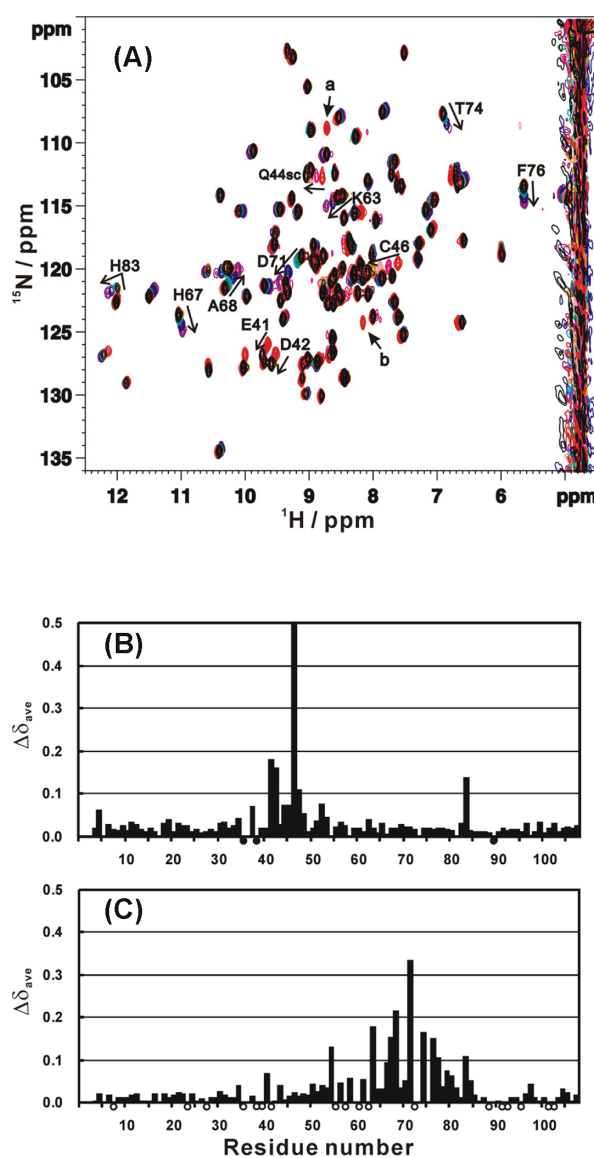 ppm
(A)
a
T74
Q44sc
K63
F76
D71
C46
H83
H67
A68
E41
D42
b
105
110
115
120
125
130
135
¹⁵N / ppm
12 11 10 9 8 7 6 ppm
¹H / ppm
(B)
0.5
0.4
0.3
0.2
0.1
0.0
Δδave
10 20 30 40 50 60 70 80 90 100
(C)
0.5
0.4
0.3
0.2
0.1
0.0
Δδave
10 20 30 40 50 60 70 80 90 100
Residue number